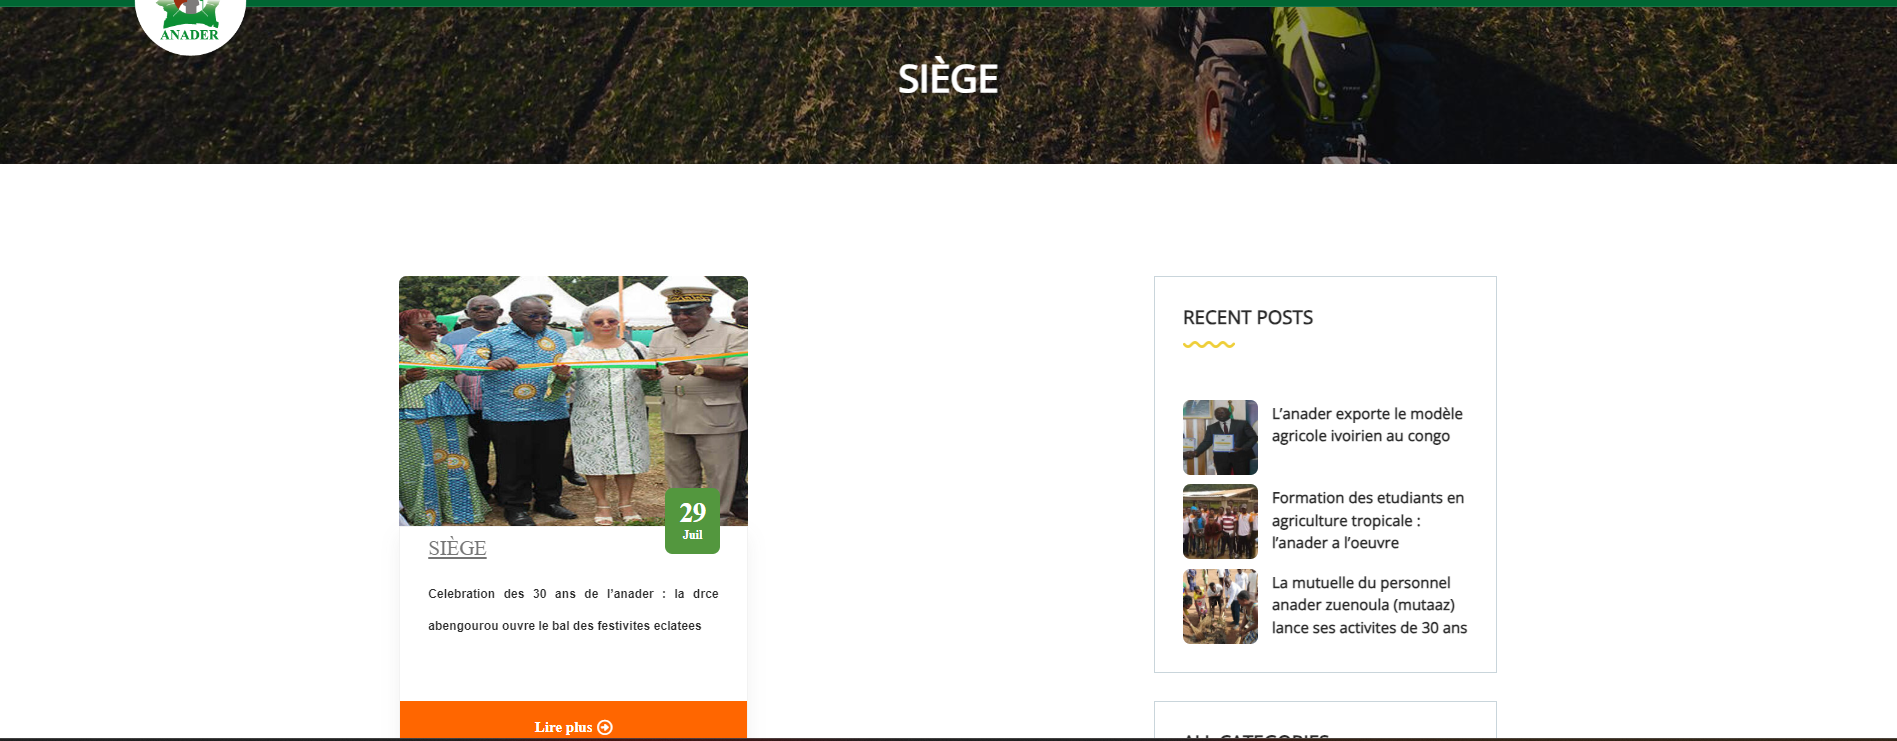 ANADER
SIÈGE
29
Juil
SIÈGE
Celebration des 30 ans de l’anader : la drce
abengourou ouvre le bal des festivites eclatees
Lire plus
RECENT POSTS
L’anader exporte le modèle
agricole ivoirien au congo
Formation des etudiants en
agriculture tropicale :
l’anader a l’oeuvre
La mutuelle du personnel
anader zuenoula (mutaaz)
lance ses activites de 30 ans
ALL CATEGORIES